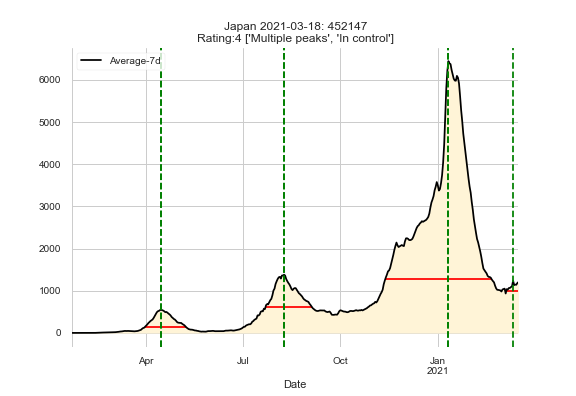 Japan 2021-03-18: 452147
Rating:4 ['Multiple peaks', 'In control']
Average-7d
6000
5000
4000
3000
2000
1000
0
Apr
Jul
Oct
Jan
2021
Date